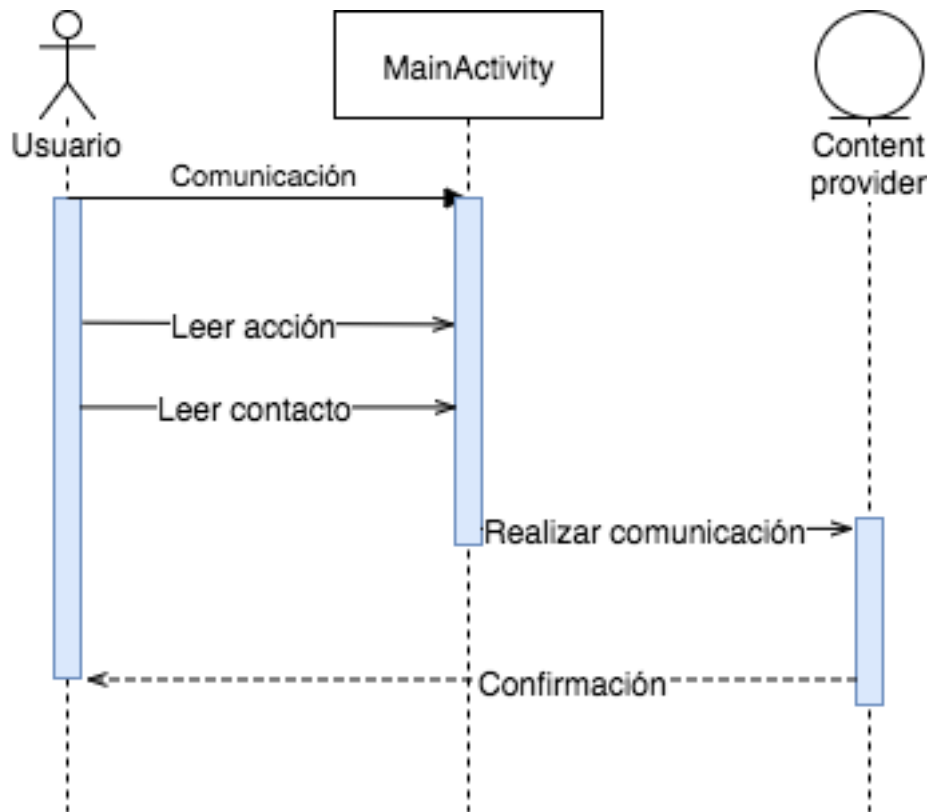 MainActivity
Usuario
Content
provider
Comunicación
Leer acción
Leer contacto
Realizar comunicación
Confirmación